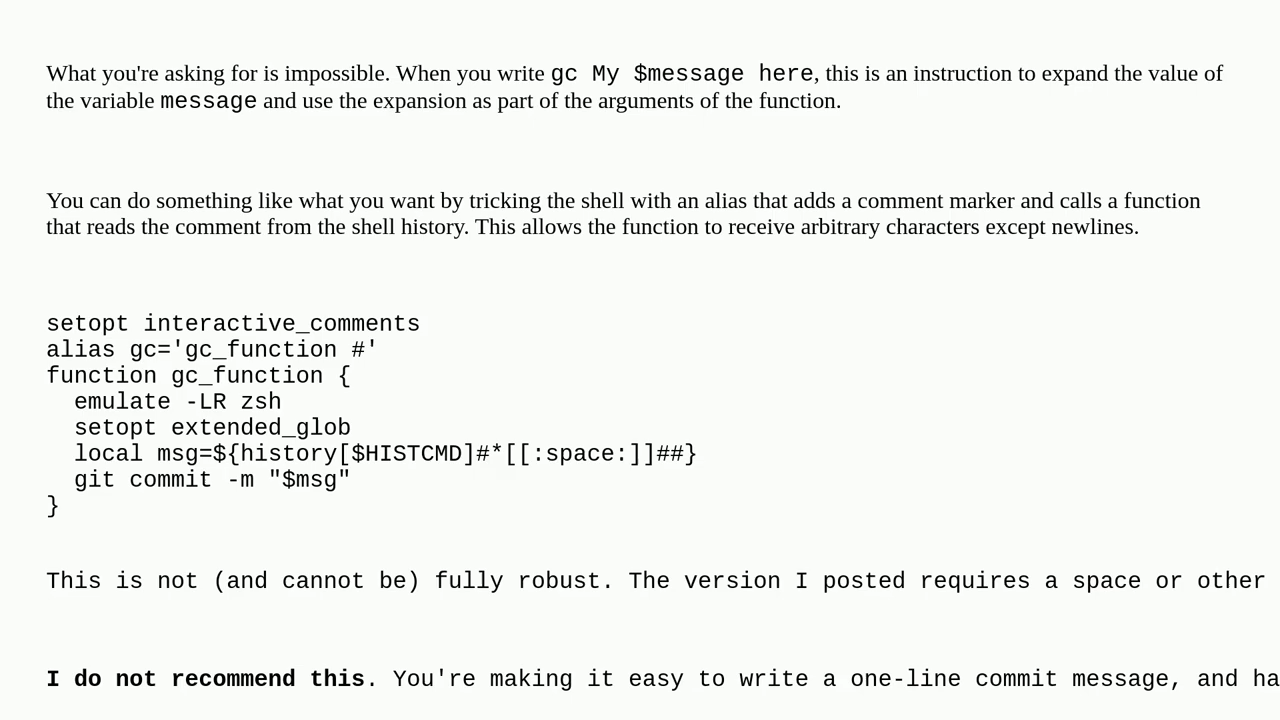 What you're asking for is impossible. When you write gc My $message here, this is an instruction to expand the value of
the variable message and use the expansion as part of the arguments of the function.
You can do something like what you want by tricking the shell with an alias that adds a comment marker and calls a function
that reads the comment from the shell history. This allows the function to receive arbitrary characters except newlines.
setopt interactive_comments
alias gc='gc_function #'
function gc_function {
  emulate -LR zsh
  setopt extended_glob
  local msg=${history[$HISTCMD]#*[[:space:]]##}
  git commit -m "$msg"
}
This is not (and cannot be) fully robust. The version I posted requires a space or other
I do not recommend this. You're making it easy to write a one-line commit message, and ha